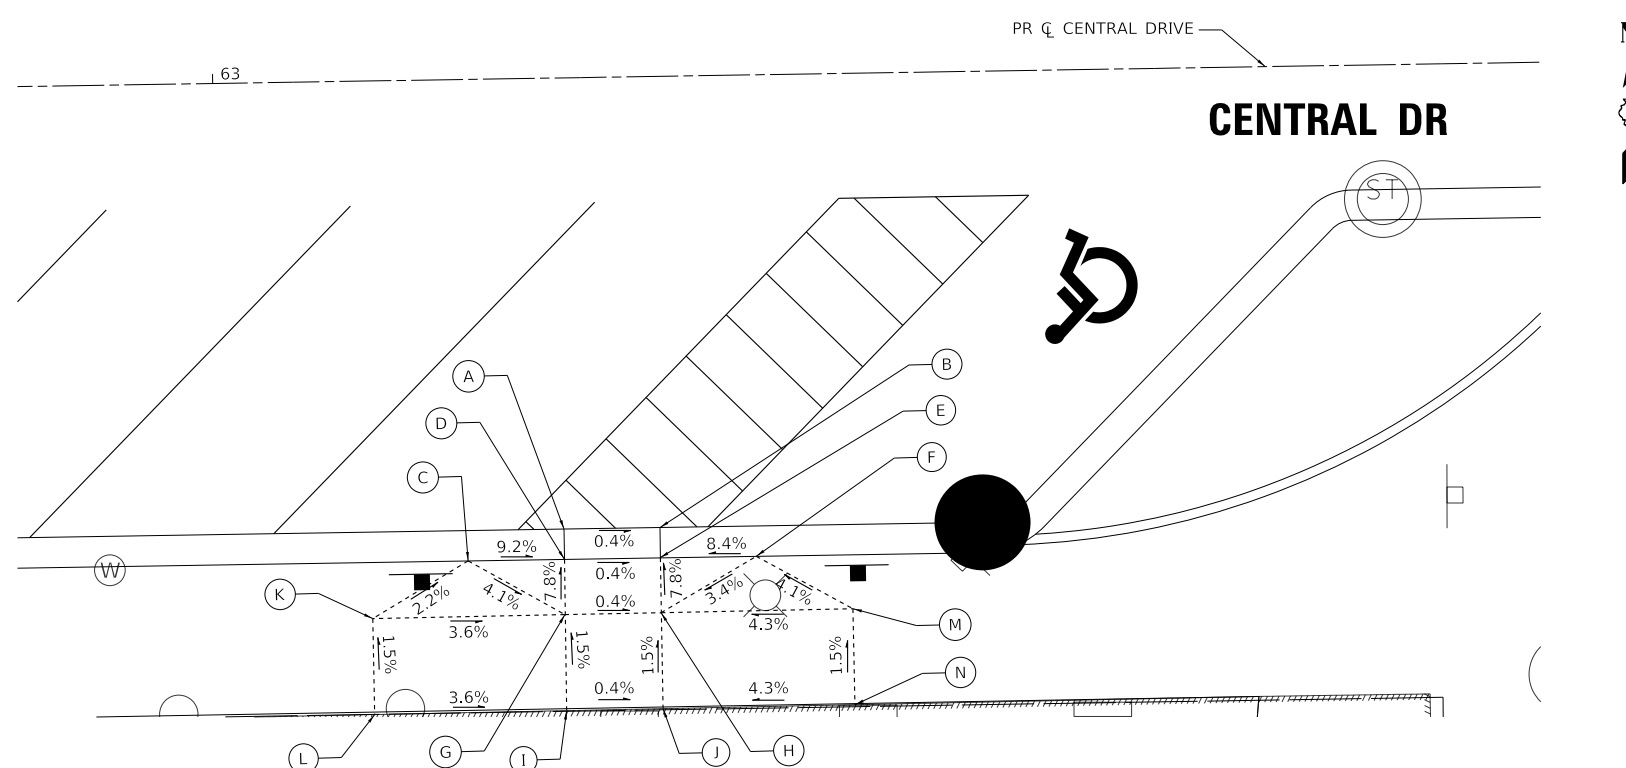 PR ℄ CENTRAL DRIVE
63
CENTRAL DR
ST
B
A
E
D
F
C
0.4%
9.2%
8.4%
W
0.4%
7.8%
7.8%
K
2.2%
4.1%
0.4%
3.4%
4.1%
3.6%
4.3%
M
1.5%
1.5%
1.5%
1.5%
N
3.6%
0.4%
4.3%
L
G
I
J
H